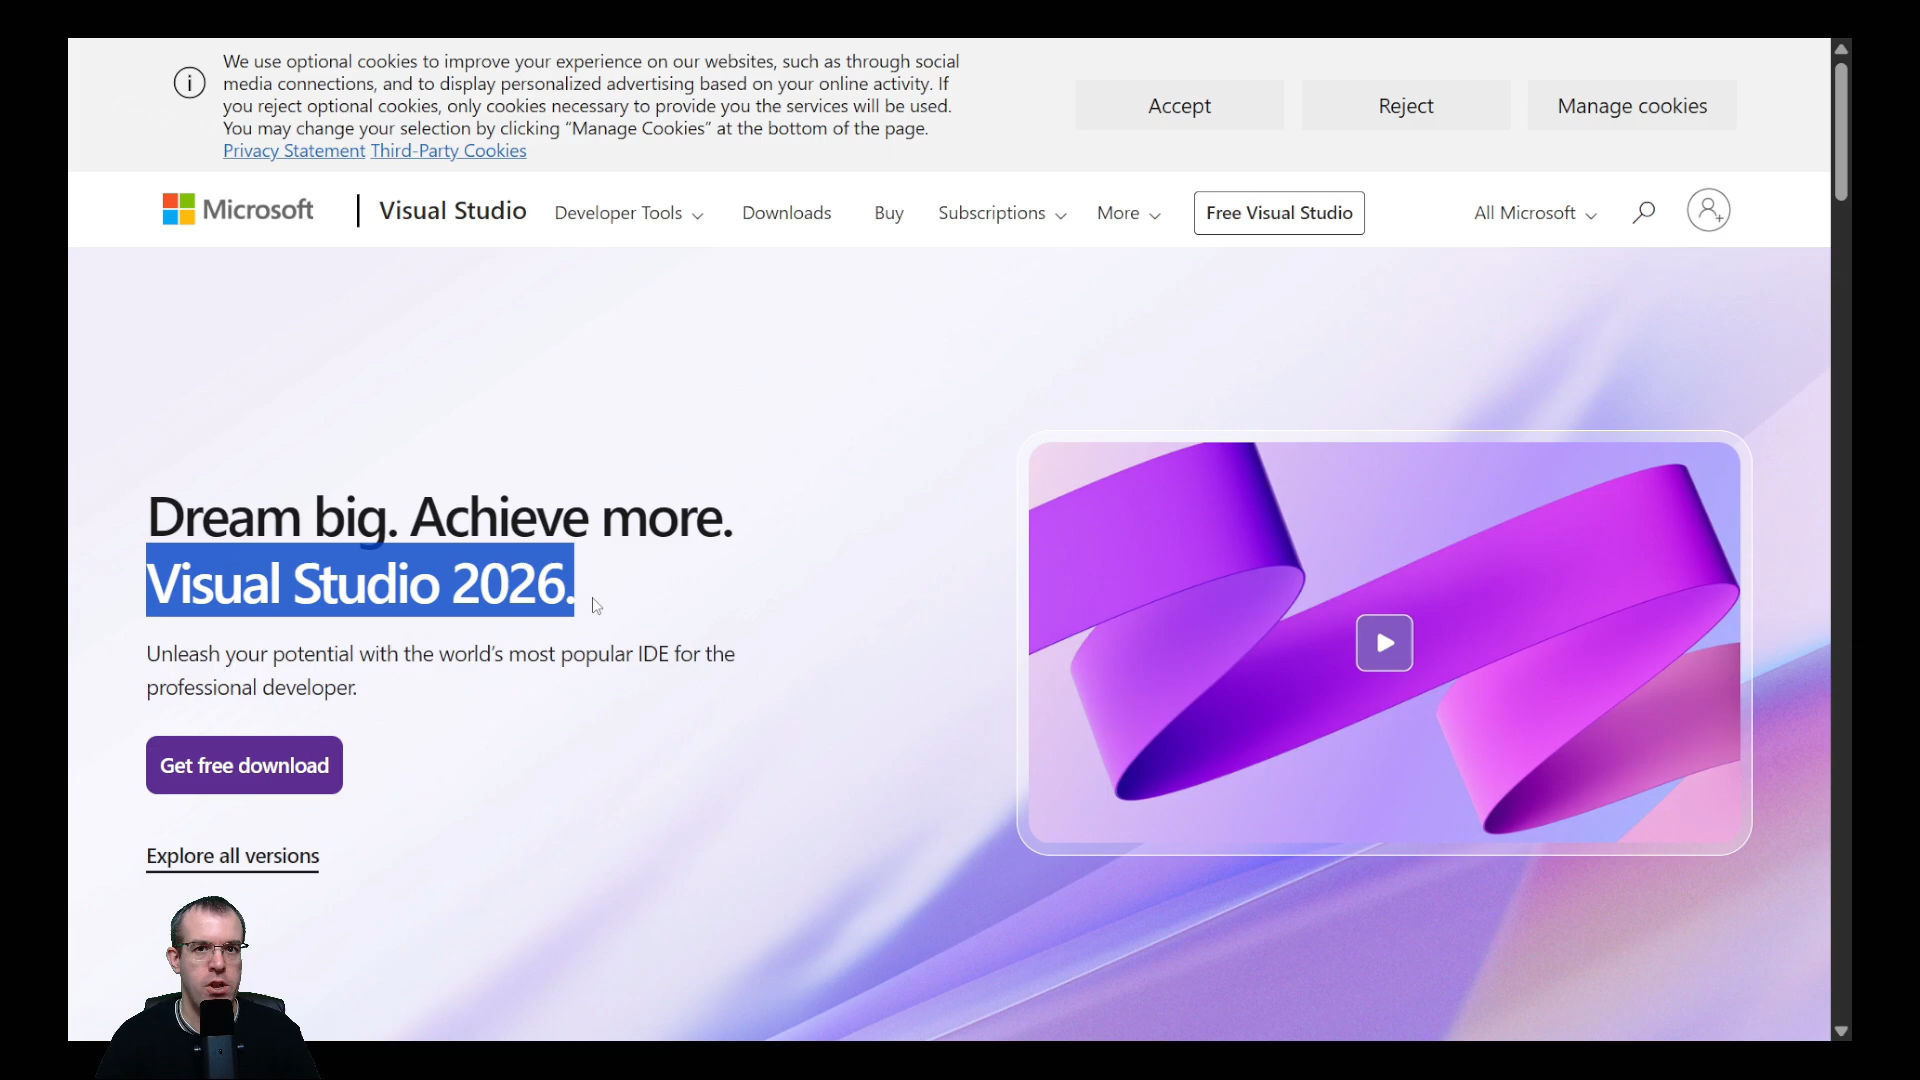 We use optional cookies to improve your experience on our websites, such as through social
media connections, and to display personalized advertising based on your online activity. If
you reject optional cookies, only cookies necessary to provide you the services will be used.
You may change your selection by clicking “Manage Cookies” at the bottom of the page.
Privacy Statement Third-Party Cookies
Accept
Reject
Manage cookies
Microsoft
Visual Studio
Developer Tools
Downloads
Buy
Subscriptions
More
Free Visual Studio
All Microsoft
Dream big. Achieve more.
Visual Studio 2026.
Unleash your potential with the world’s most popular IDE for the
professional developer.
Get free download
Explore all versions